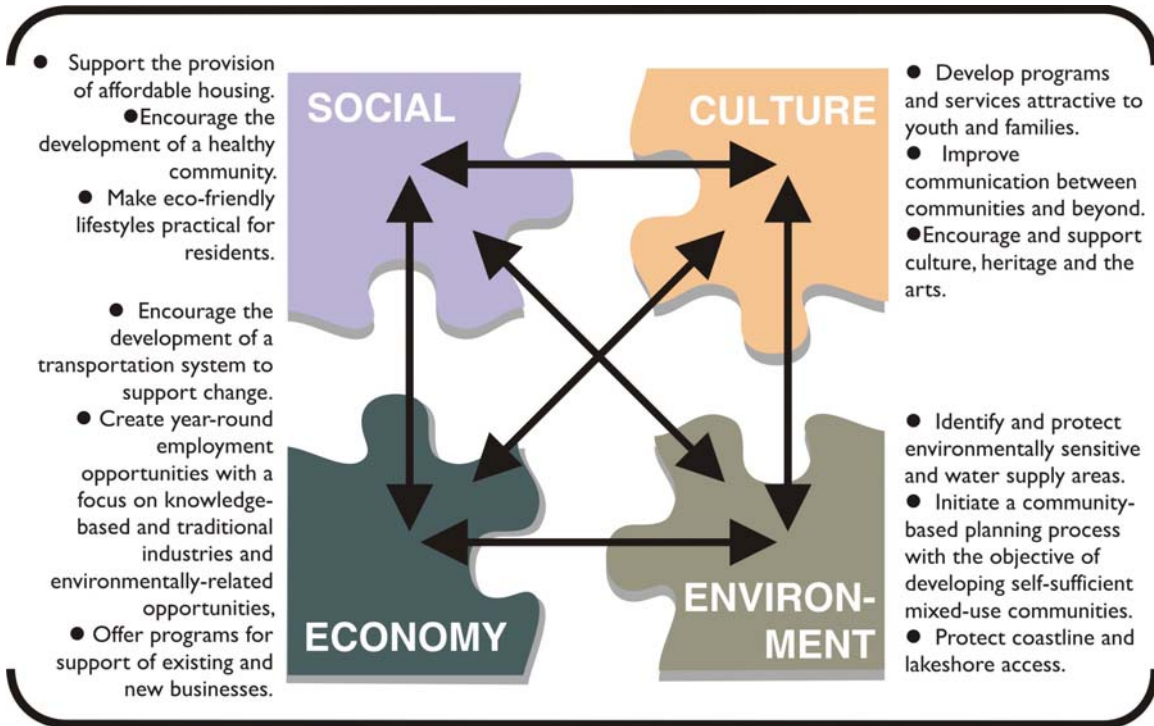 ● Support the provision
of affordable housing.
●Encourage the
development of a healthy
community.
● Make eco-friendly
lifestyles practical for
residents.
SOCIAL
CULTURE
● Develop programs
and services attractive to
youth and families.
● Improve
communication between
communities and beyond.
●Encourage and support
culture, heritage and the
arts.
● Encourage the
development of a
transportation system to
support change.
● Create year-round
employment
opportunities with a
focus on knowledge-
based and traditional
industries and
environmentally-related
opportunities,
● Offer programs for
support of existing and
new businesses.
ECONOMY
ENVIRON-
MENT
● Identify and protect
environmentally sensitive
and water supply areas.
● Initiate a community-
based planning process
with the objective of
developing self-sufficient
mixed-use communities.
● Protect coastline and
lakeshore access.